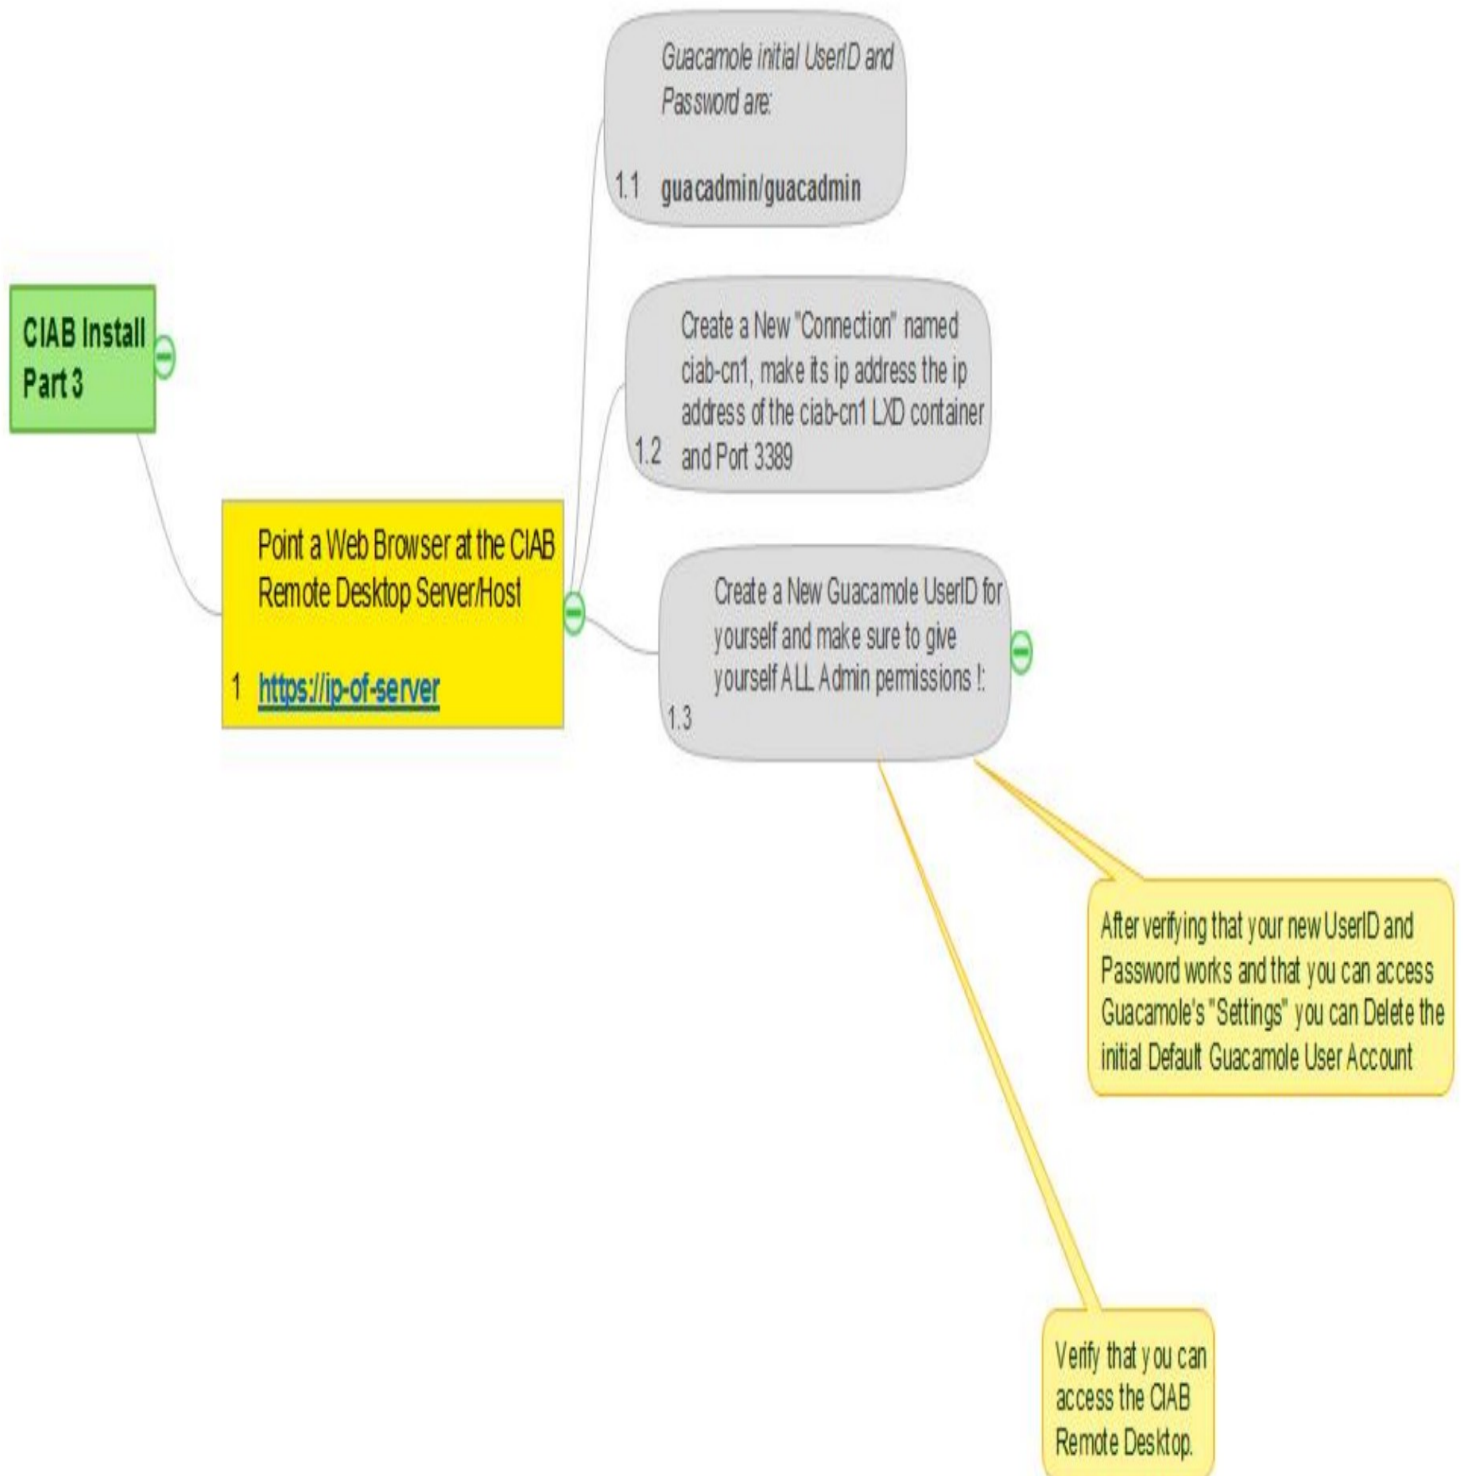 CIAB Install
Part 3
Point a Web Browser at the CIAB
Remote Desktop Server/Host
1 https://ip-of-server
Guacamole initial UserID and
Password are:
1.1 guacadmin/guacadmin
Create a New "Connection" named
ciab-cn1, make its ip address the ip
address of the ciab-cn1 LXD container
1.2 and Port 3389
Create a New Guacamole UserID for
yourself and make sure to give
yourself ALL Admin permissions !:
1.3
After verifying that your new UserID and
Password works and that you can access
Guacamole's "Settings" you can Delete the
initial Default Guacamole User Account
Verify that you can
access the CIAB
Remote Desktop.